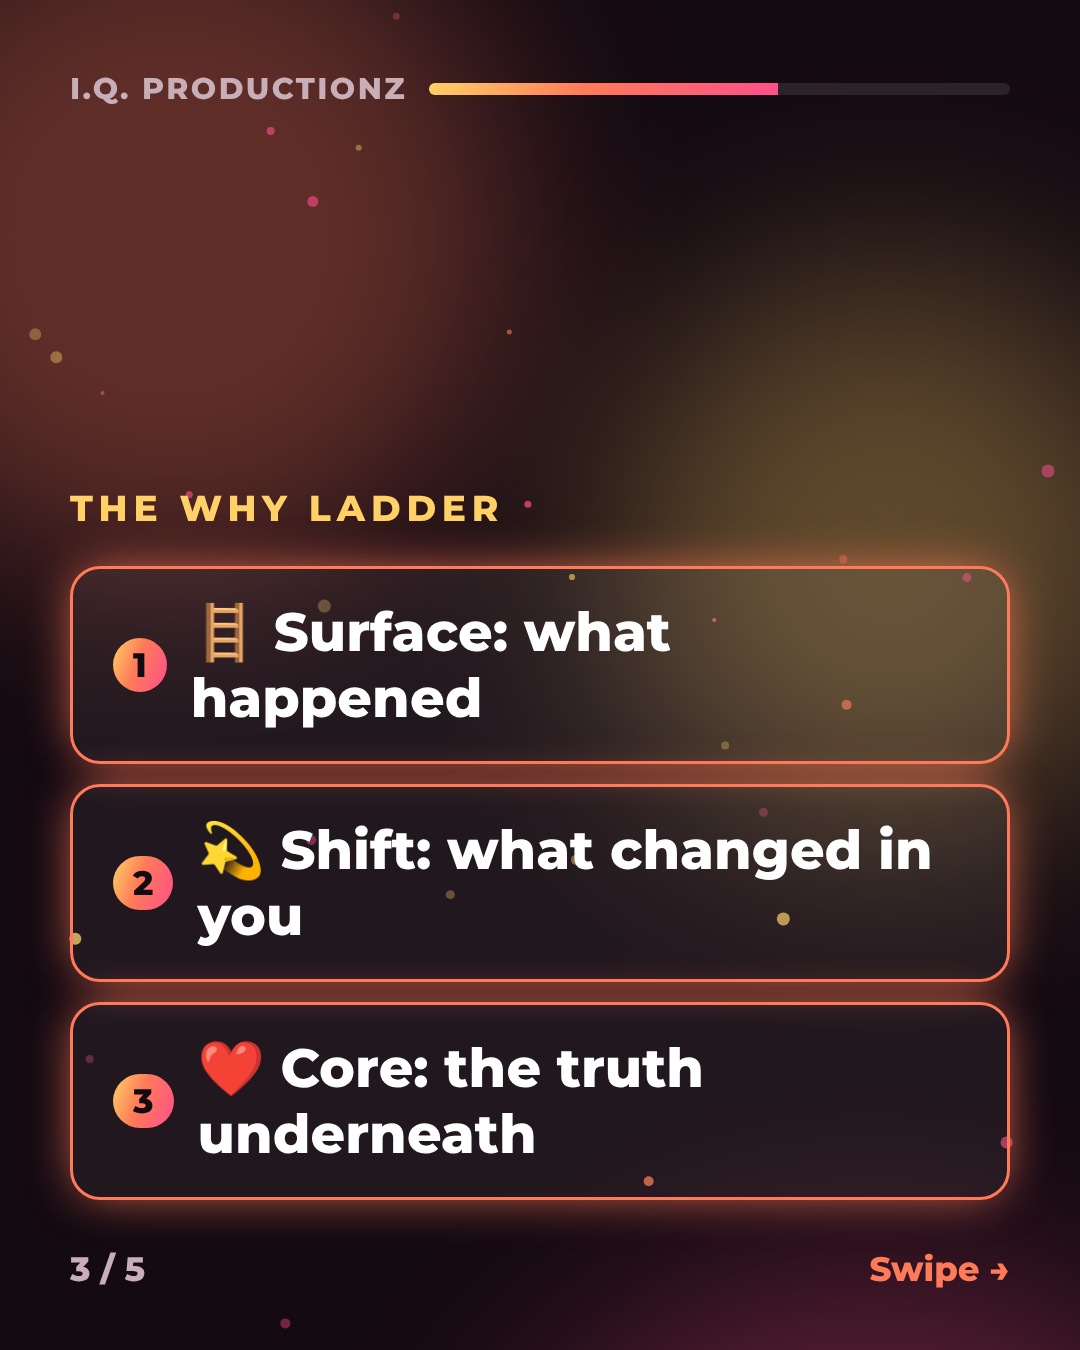 I.Q. PRODUCTIONZ
THE WHY LADDER
1
🪜 Surface: what
happened
2
💫 Shift: what changed in
you
3
❤️ Core: the truth
underneath
3 / 5
Swipe →